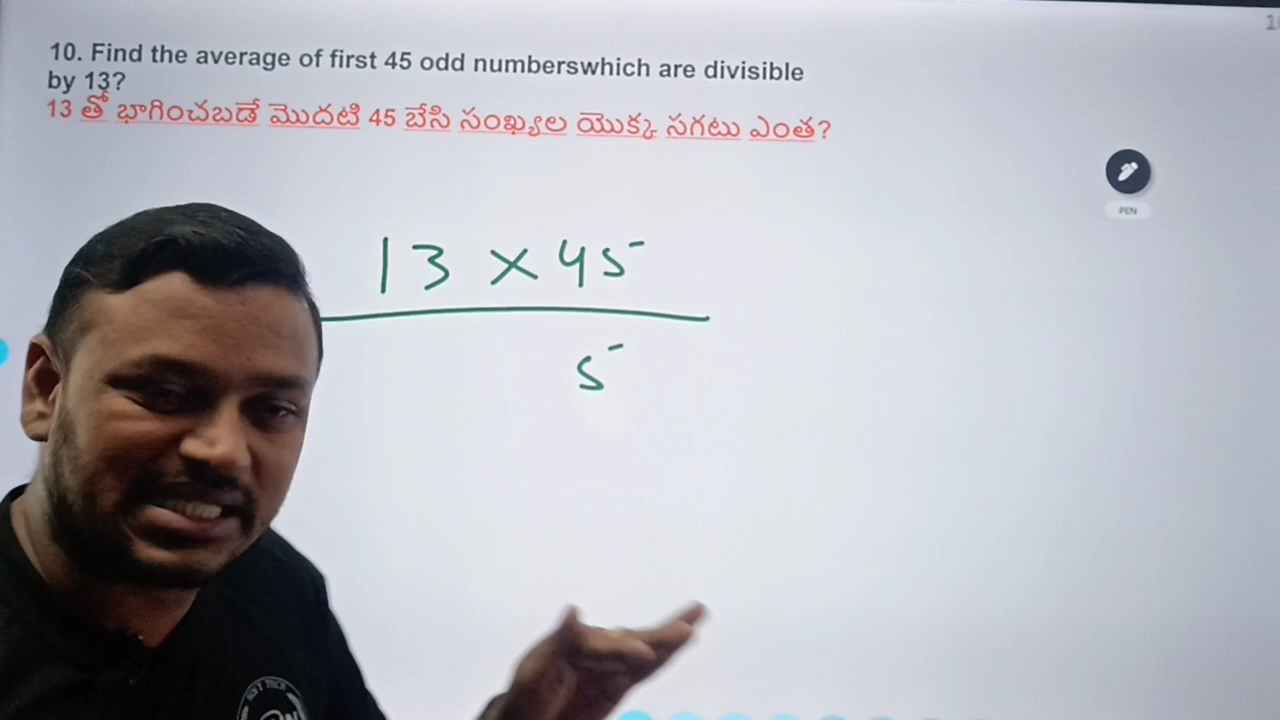 10. Find the average of first 45 odd numberswhich are divisible
by 13?
13 తో భాగించబడే మొదటి 45 బేసి సంఖ్యల యొక్క సగటు ఎంత?
PEN
13 × 45
5